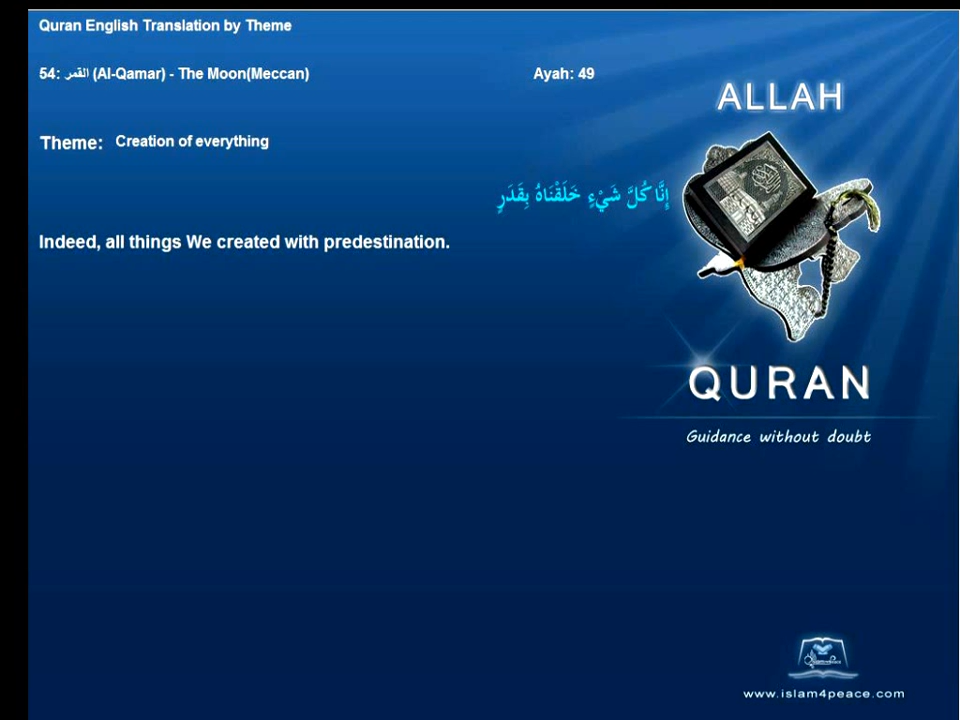 Quran English Translation by Theme
54: القمر (Al-Qamar) - The Moon(Meccan) Ayah: 49
ALLAH
Theme: Creation of everything
إِنَّا كُلَّ شَيْءٍ خَلَقْنَاهُ بِقَدَرٍ
Indeed, all things We created with predestination.
QURAN
Guidance without doubt
www.islam4peace.com